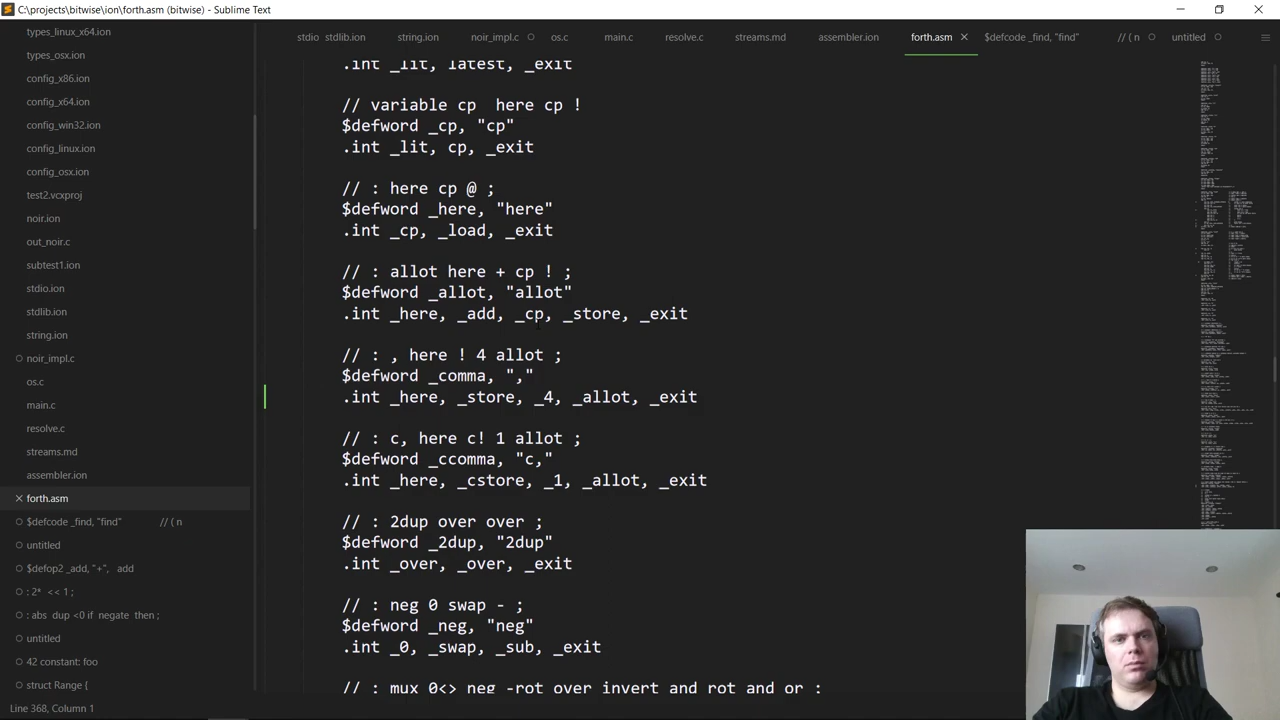 C:\projects\bitwise\ion\forth.asm (bitwise) - Sublime Text
stdio stdlib.ion string.ion noir_impl.c os.c main.c resolve.c streams.md assembler.ion forth.asm $defcode _find, "find" // ( n untitled
types_linux_x64.ion
types_osx.ion
config_x86.ion
config_x64.ion
config_win32.ion
config_linux.ion
config_osx.ion
test2.vcxproj
noir.ion
out_noir.c
subtest1.ion
stdio.ion
stdlib.ion
string.ion
noir_impl.c
os.c
main.c
resolve.c
streams.md
assembler.ion
forth.asm
$defcode _find, "find" // ( n
untitled
$defop2 _add, "+", add
: 2* << 1 ;
: abs dup <0 if negate then ;
untitled
42 constant: foo
struct Range {
.int _lit, latest, _exit
// variable cp here cp !
$defword _cp, "cp"
.int _lit, cp, _exit
// : here cp @ ;
$defword _here, "here"
.int _cp, _load, _exit
// : allot here + cp ! ;
$defword _allot, "allot"
.int _here, _add, _cp, _store, _exit
// : , here ! 4 allot ;
$defword _comma, ","
.int _here, _store, _4, _allot, _exit
// : c, here c! 1 allot ;
$defword _ccomma, "c,"
.int _here, _cstore, _1, _allot, _exit
// : 2dup over over ;
$defword _2dup, "2dup"
.int _over, _over, _exit
// : neg 0 swap - ;
$defword _neg, "neg"
.int _0, _swap, _sub, _exit
// : mux 0<> neg -rot over invert and rot and or ;
Line 368, Column 1